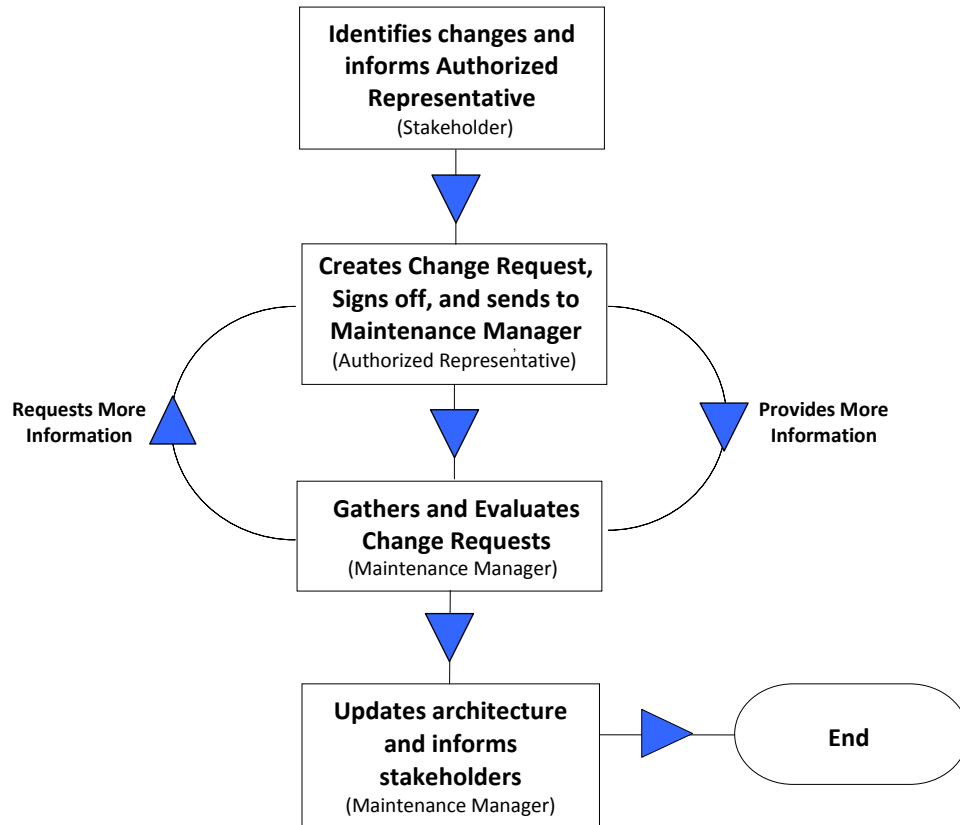 Identifies changes and
informs Authorized
Representative
(Stakeholder)
Creates Change Request,
Signs off, and sends to
Maintenance Manager
(Authorized Representative)
,
Requests More
Information
Provides More
Information
Gathers and Evaluates
Change Requests
(Maintenance Manager)
Updates architecture
and informs
stakeholders
(Maintenance Manager)
End